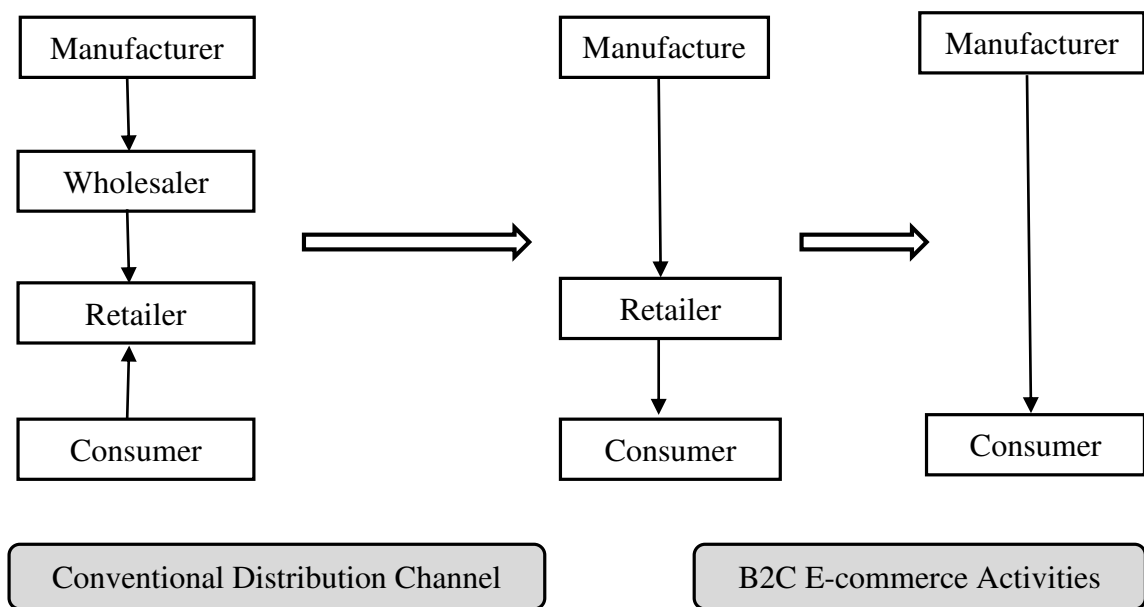 Manufacturer
Wholesaler
Retailer
Consumer
Manufacture
Retailer
Consumer
Manufacturer
Consumer
Conventional Distribution Channel
B2C E-commerce Activities